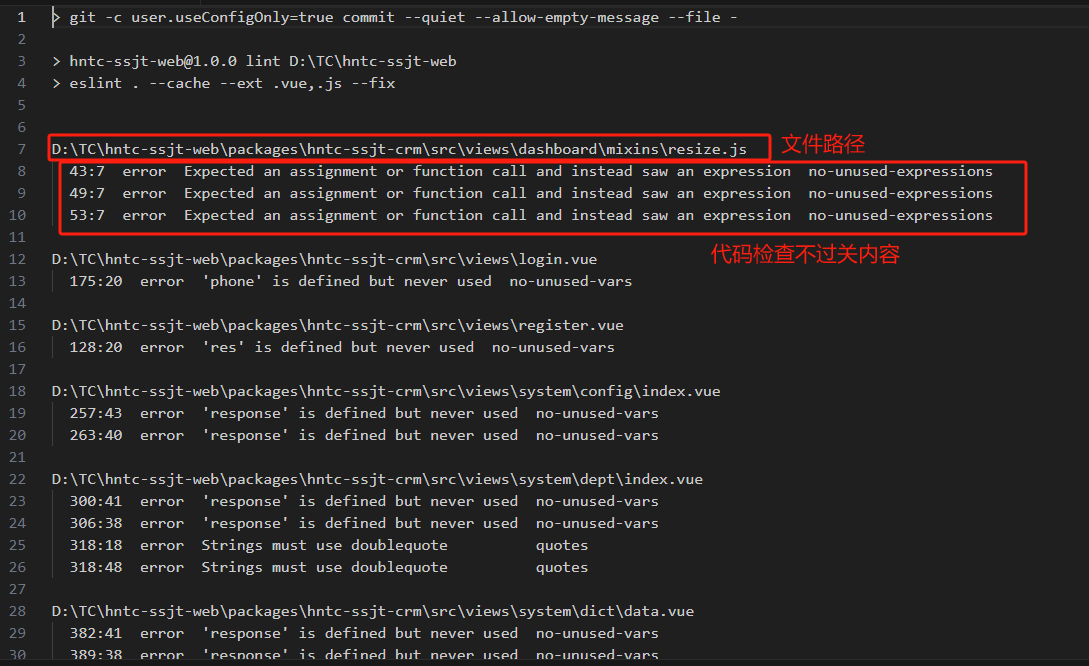 1 > git -c user.useConfigOnly=true commit --quiet --allow-empty-message --file -
2
3 > hntc-ssjt-web@1.0.0 lint D:\TC\hntc-ssjt-web
4 > eslint . --cache --ext .vue,.js --fix
5
6
7 D:\TC\hntc-ssjt-web\packages\hntc-ssjt-crm\src\views\dashboard\mixins\resize.js 文件路径
8 43:7 error Expected an assignment or function call and instead saw an expression no-unused-expressions
9 49:7 error Expected an assignment or function call and instead saw an expression no-unused-expressions
10 53:7 error Expected an assignment or function call and instead saw an expression no-unused-expressions
11
12 D:\TC\hntc-ssjt-web\packages\hntc-ssjt-crm\src\views\login.vue 代码检查不过关内容
13 175:20 error 'phone' is defined but never used no-unused-vars
14
15 D:\TC\hntc-ssjt-web\packages\hntc-ssjt-crm\src\views\register.vue
16 128:20 error 'res' is defined but never used no-unused-vars
17
18 D:\TC\hntc-ssjt-web\packages\hntc-ssjt-crm\src\views\system\config\index.vue
19 257:43 error 'response' is defined but never used no-unused-vars
20 263:40 error 'response' is defined but never used no-unused-vars
21
22 D:\TC\hntc-ssjt-web\packages\hntc-ssjt-crm\src\views\system\dept\index.vue
23 300:41 error 'response' is defined but never used no-unused-vars
24 306:38 error 'response' is defined but never used no-unused-vars
25 318:18 error Strings must use doublequote quotes
26 318:48 error Strings must use doublequote quotes
27
28 D:\TC\hntc-ssjt-web\packages\hntc-ssjt-crm\src\views\system\dict\data.vue
29 382:41 error 'response' is defined but never used no-unused-vars
30 389:38 error 'response' is defined but never used no-unused-vars